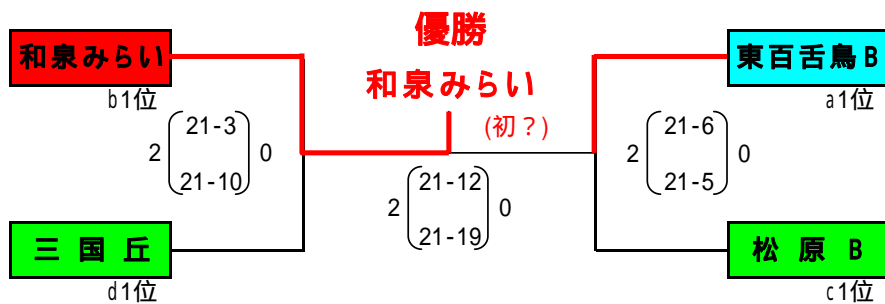 優勝
和泉みらい
和泉みらい
b1位
(初？)
東百舌鳥B
a1位
2 21-3 0
21-10
2 21-12 0
21-19
2 21-6 0
21-5
三国丘
d1位
松原B
c1位